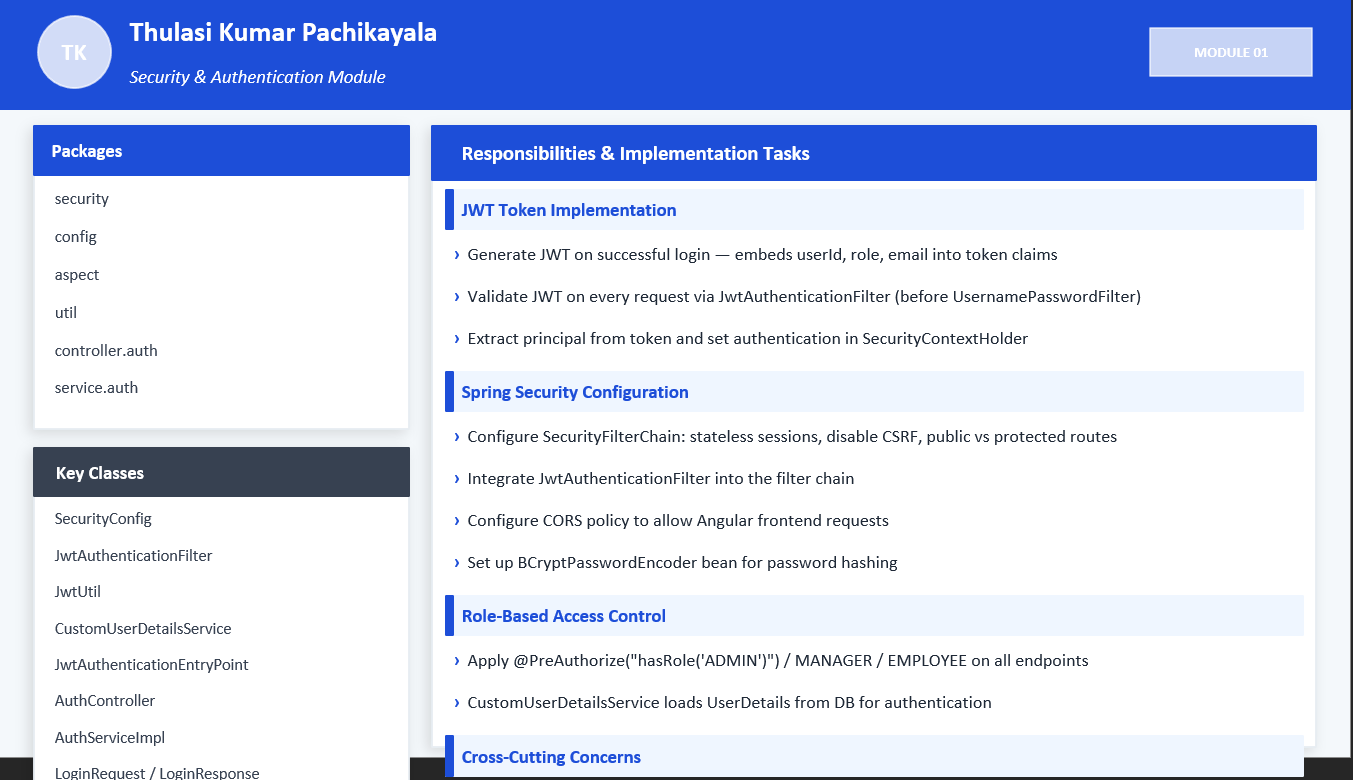 TK
Thulasi Kumar Pachikayala
Security & Authentication Module
MODULE 01
Packages
security
config
aspect
util
controller.auth
service.auth
Key Classes
SecurityConfig
JwtAuthenticationFilter
JwtUtil
CustomUserDetailsService
JwtAuthenticationEntryPoint
AuthController
AuthServiceImpl
LoginRequest / LoginResponse
Responsibilities & Implementation Tasks
JWT Token Implementation
› Generate JWT on successful login — embeds userId, role, email into token claims
› Validate JWT on every request via JwtAuthenticationFilter (before UsernamePasswordFilter)
› Extract principal from token and set authentication in SecurityContextHolder
Spring Security Configuration
› Configure SecurityFilterChain: stateless sessions, disable CSRF, public vs protected routes
› Integrate JwtAuthenticationFilter into the filter chain
› Configure CORS policy to allow Angular frontend requests
› Set up BCryptPasswordEncoder bean for password hashing
Role-Based Access Control
› Apply @PreAuthorize("hasRole('ADMIN')") / MANAGER / EMPLOYEE on all endpoints
› CustomUserDetailsService loads UserDetails from DB for authentication
Cross-Cutting Concerns